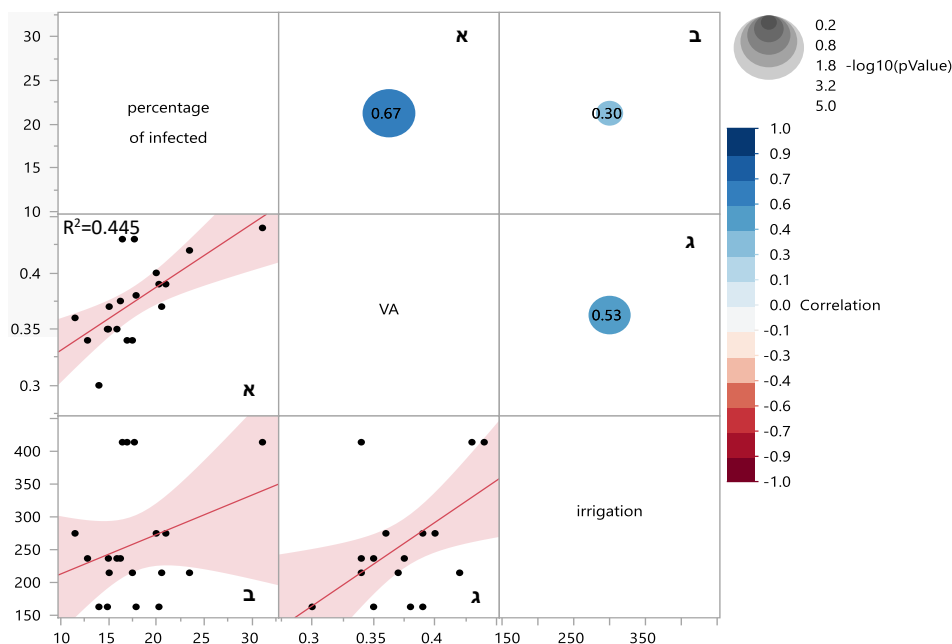 30
25
20
15
10
percentage
of infected
א
0.67
ב
0.30
0.4
0.35
0.3
R²=0.445
א
VA
ג
0.53
400
350
300
250
200
150
ב
ג
irrigation
10 15 20 25 30
0.3 0.35 0.4
150 250 350
0.2
0.8
1.8 -log10(pValue)
3.2
5.0
1.0
0.9
0.7
0.6
0.4
0.3
0.1
0.0 Correlation
-0.1
-0.3
-0.4
-0.6
-0.7
-0.9
-1.0